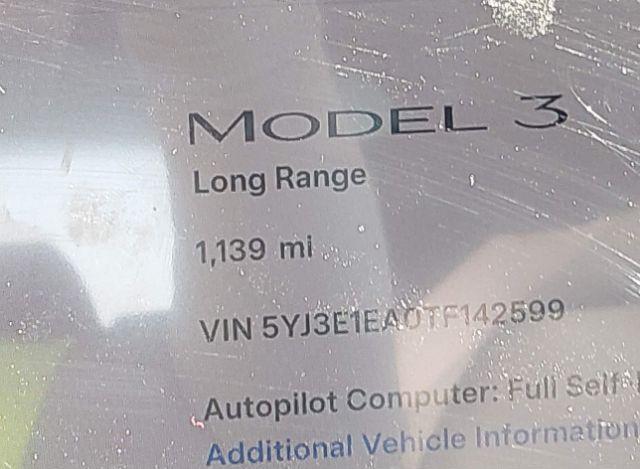 MODEL 3
Long Range
1,139 mi
VIN 5YJ3E1EA0TF142599
Autopilot Computer: Full Self-
Additional Vehicle Information